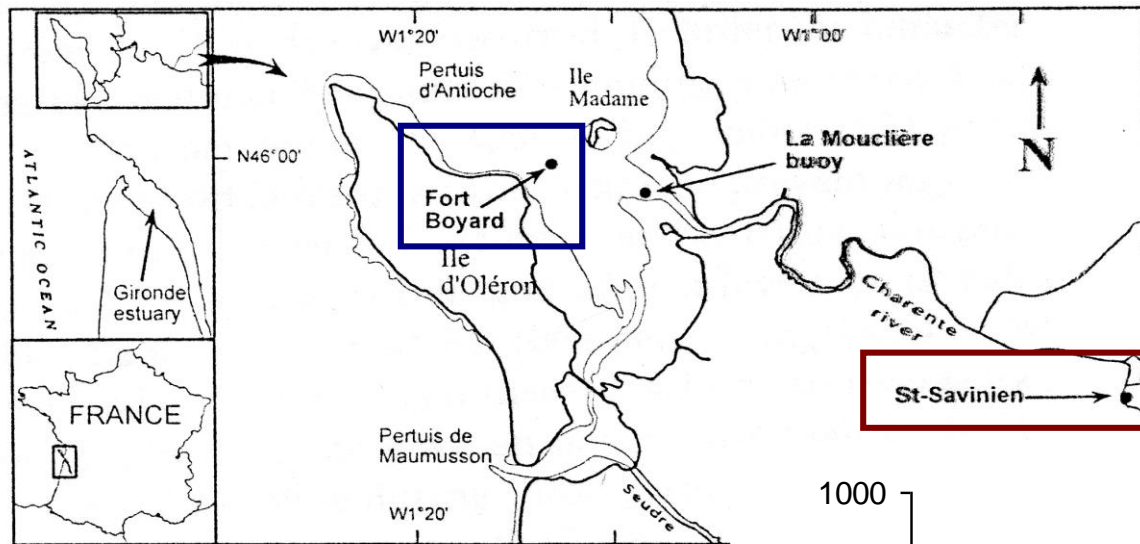 W1°20'
W1°00'
Pertuis
d'Antioche
Ile
Madame
N
La Mouclière
buoy
N46°00'
Fort
Boyard
ATLANTIC OCEAN
Ile
d'Oléron
Gironde
estuary
Charente
river
St-Savinien
FRANCE
Pertuis de
Maumusson
Seudre
W1°20'
1000